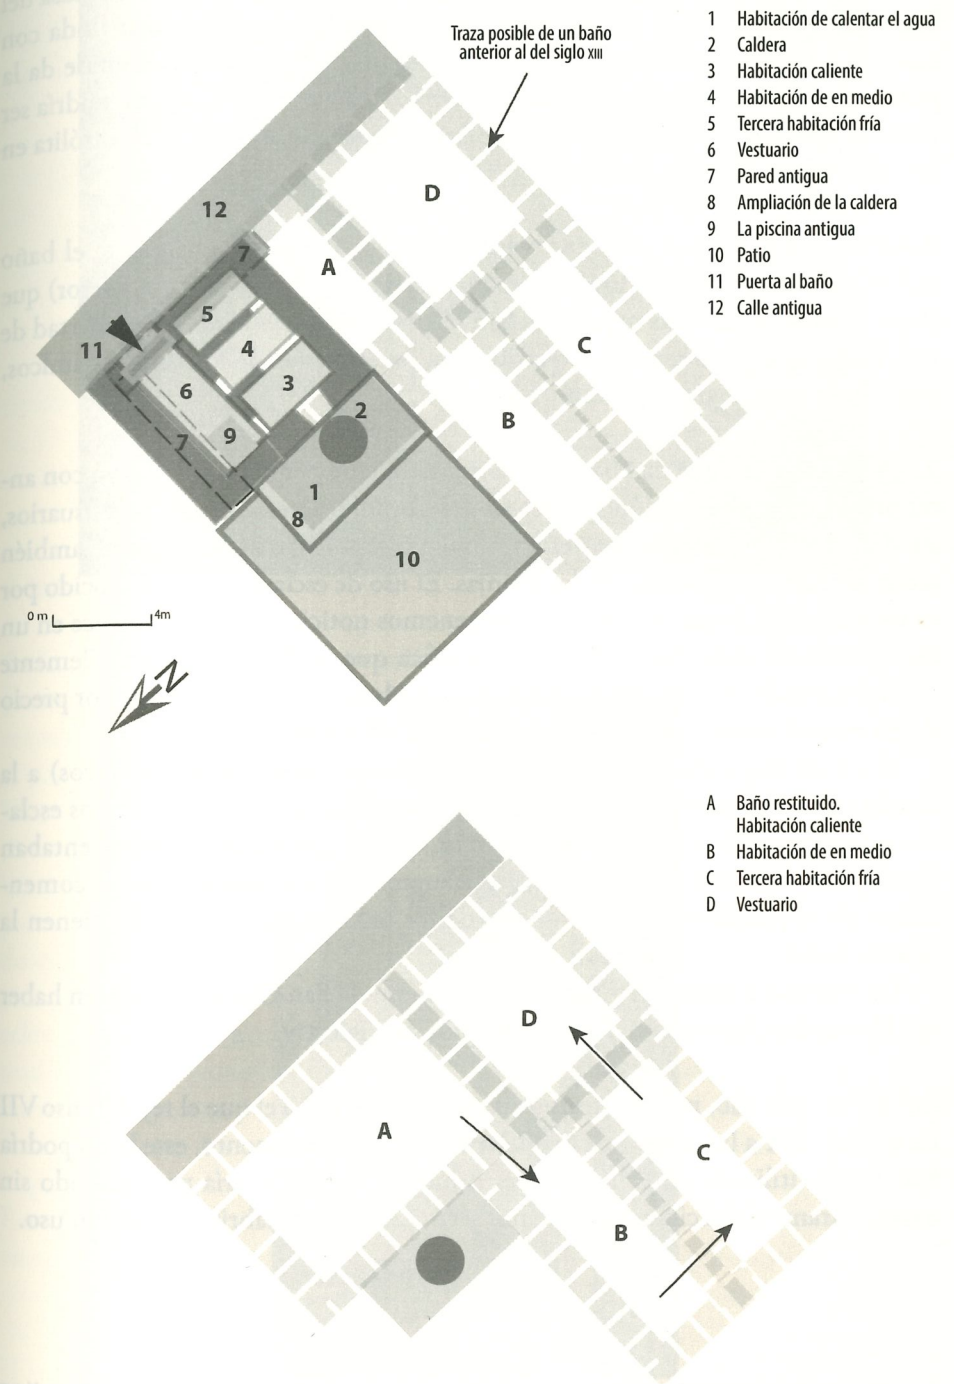 Traza posible de un baño
anterior al del siglo XIII
1 Habitación de calentar el agua
2 Caldera
3 Habitación caliente
4 Habitación de en medio
5 Tercera habitación fría
6 Vestuario
7 Pared antigua
8 Ampliación de la caldera
9 La piscina antigua
10 Patio
11 Puerta al baño
12 Calle antigua
D
12
7
A
5
11
4
C
6
3
2
B
7
9
1
8
10
0 m
4m
N
A Baño restituido.
Habitación caliente
B Habitación de en medio
C Tercera habitación fría
D Vestuario
D
A
C
B